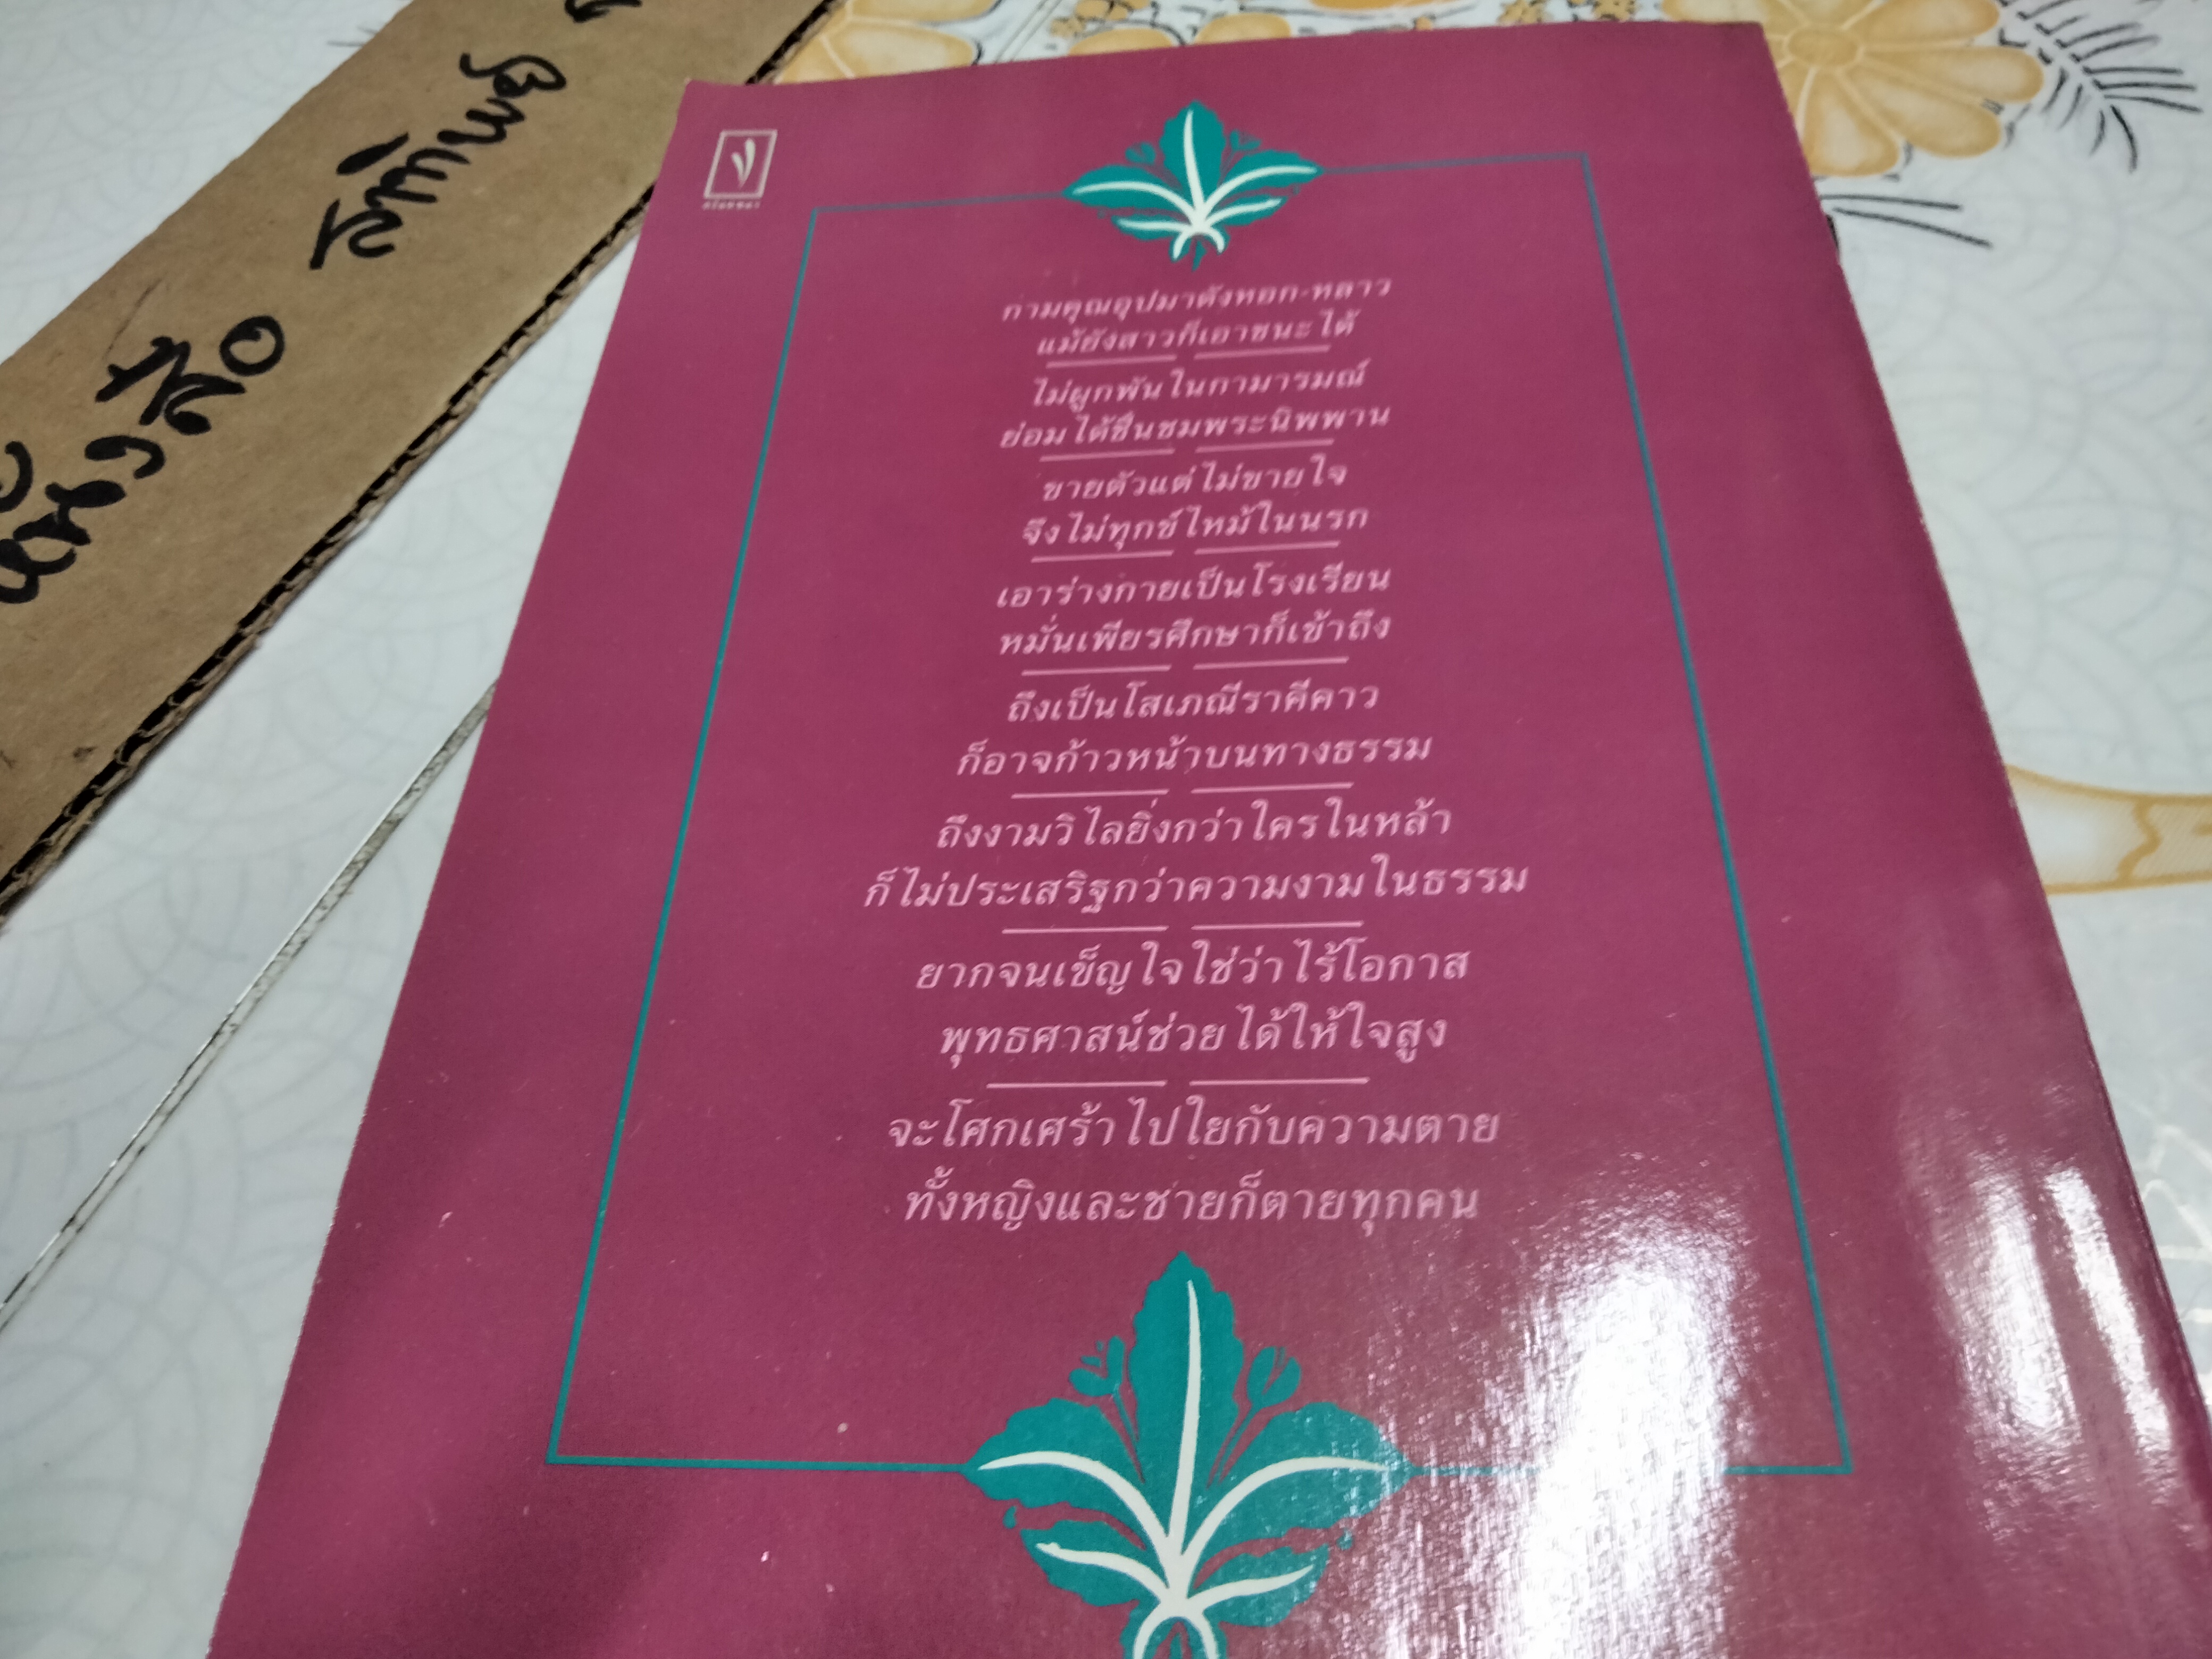 หนังสือ
กามคุณอุปมาดังหอก-หลาว
แม้ยังสาวก็เอาชนะได้
ไม่ผูกพันในกามารมณ์
ย่อมได้ชื่นชมพระนิพพาน
ขายตัวแต่ไม่ขายใจ
จึงไม่ทุกข์ไหม้ในนรก
เอาร่างกายเป็นโรงเรียน
หมั่นเพียรศึกษาก็เข้าถึง
ถึงเป็นโสเภณีราคีคาว
ก็อาจก้าวหน้าบนทางธรรม
ถึงงามวิไลยิ่งกว่าใครในหล้า
ก็ไม่ประเสริฐกว่าความงามในธรรม
ยากจนเข็ญใจใช่ว่าไร้โอกาส
พุทธศาสน์ช่วยได้ให้ใจสูง
จะโศกเศร้าไปใยกับความตาย
ทั้งหญิงและชายก็ตายทุกคน